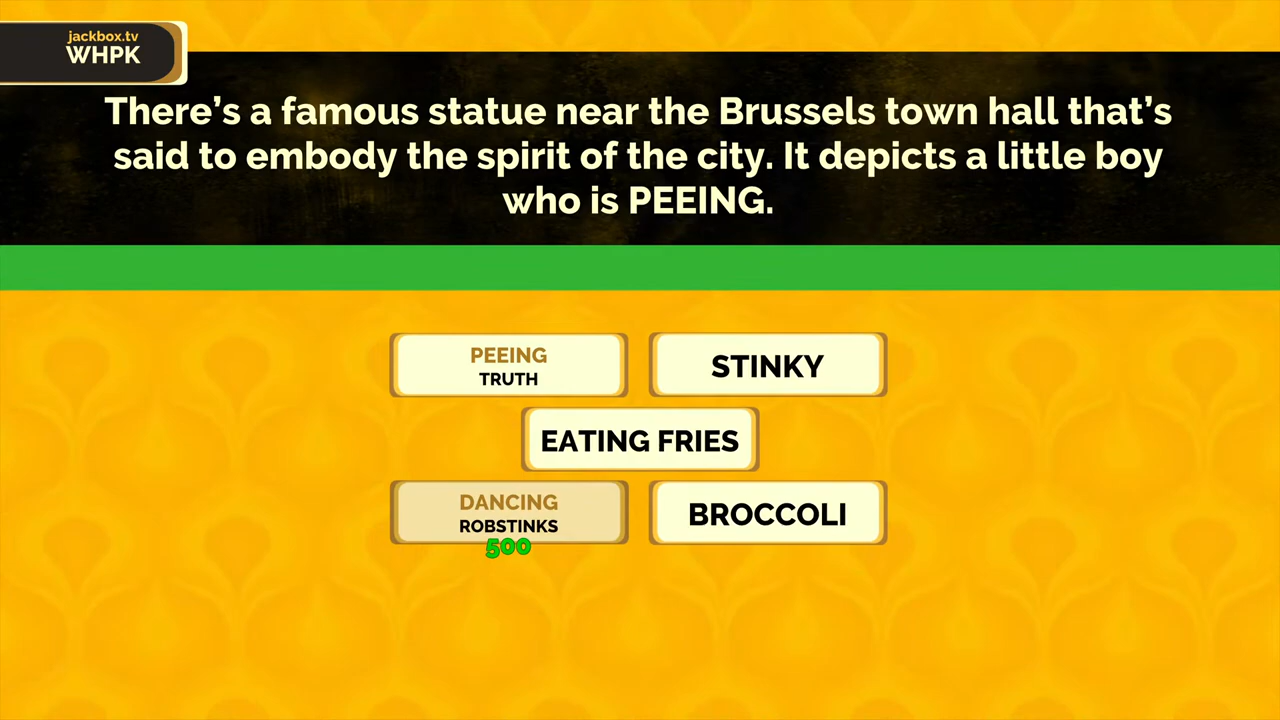 jackbox.tv
WHPK
There's a famous statue near the Brussels town hall that's
said to embody the spirit of the city. It depicts a little boy
who is PEEING.
PEEING
TRUTH
STINKY
EATING FRIES
DANCING
ROBSTINKS
500
BROCCOLI